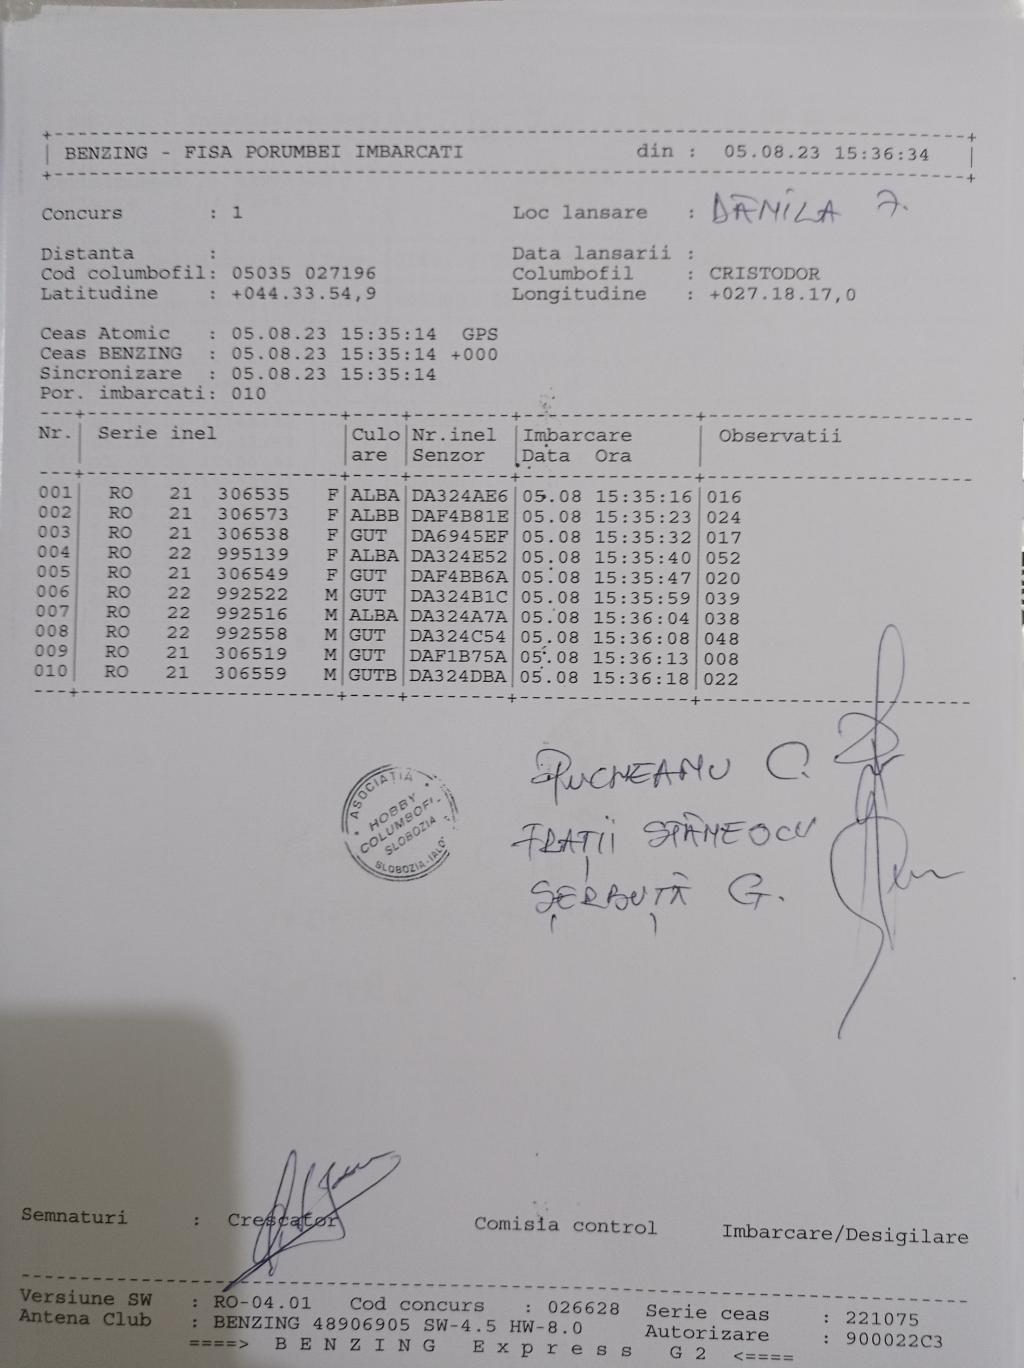 BENZING - FISA PORUMBEI IMBARCATI din : 05.08.23 15:36:34
Concurs : 1 Loc lansare : DĂNILA F.
Distanta : Data lansarii :
Cod columbofil: 05035 027196 Columbofil : CRISTODOR
Latitudine : +044.33.54,9 Longitudine : +027.18.17,0
Ceas Atomic : 05.08.23 15:35:14 GPS
Ceas BENZING : 05.08.23 15:35:14 +000
Sincronizare : 05.08.23 15:35:14
Por. imbarcati: 010
Nr. Serie inel Culo Nr.inel Imbarcare Observatii
are Senzor Data Ora
001 RO 21 306535 F ALBA DA324AE6 05.08 15:35:16 016
002 RO 21 306573 F ALBB DAF4B81E 05.08 15:35:23 024
003 RO 21 306538 F GUT DA6945EF 05.08 15:35:32 017
004 RO 22 995139 F ALBA DA324E52 05.08 15:35:40 052
005 RO 21 306549 F GUT DAF4BB6A 05.08 15:35:47 020
006 RO 22 992522 M GUT DA324B1C 05.08 15:35:59 039
007 RO 22 992516 M ALBA DA324A7A 05.08 15:36:04 038
008 RO 22 992558 M GUT DA324C54 05.08 15:36:08 048
009 RO 21 306519 M GUT DAF1B75A 05.08 15:36:13 008
010 RO 21 306559 M GUTB DA324DBA 05.08 15:36:18 022
C.
ASOCIAȚIA
HOBBY
COLUMBOFIL
SLOBOZIA
SLOBOZIA-IALO
FRAȚII STĂNESCU
ȘERBUȚĂ G.
Semnaturi : Crescator Comisia control Imbarcare/Desigilare
Versiune SW : RO-04.01 Cod concurs : 026628 Serie ceas : 221075
Antena Club : BENZING 48906905 SW-4.5 HW-8.0 Autorizare : 900022C3
====> B E N Z I N G E x p r e s s G 2 <====